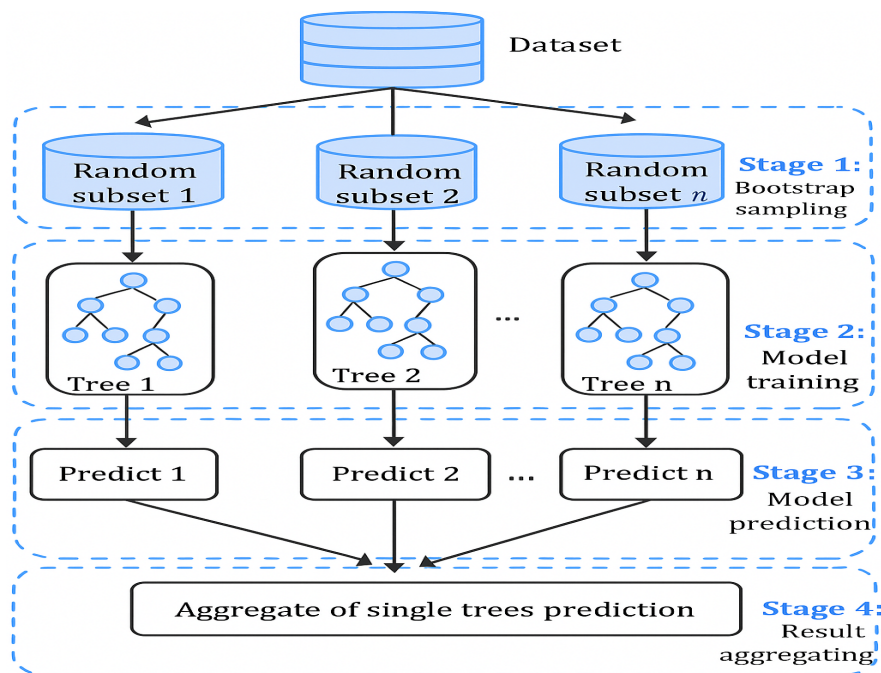 Dataset
Random
subset 1
Random
subset 2
Random
subset n
Stage 1:
Bootstrap
sampling
Tree 1
Tree 2
...
Tree n
Stage 2:
Model
training
Predict 1
Predict 2
...
Predict n
Stage 3:
Model
prediction
Aggregate of single trees prediction
Stage 4:
Result
aggregating